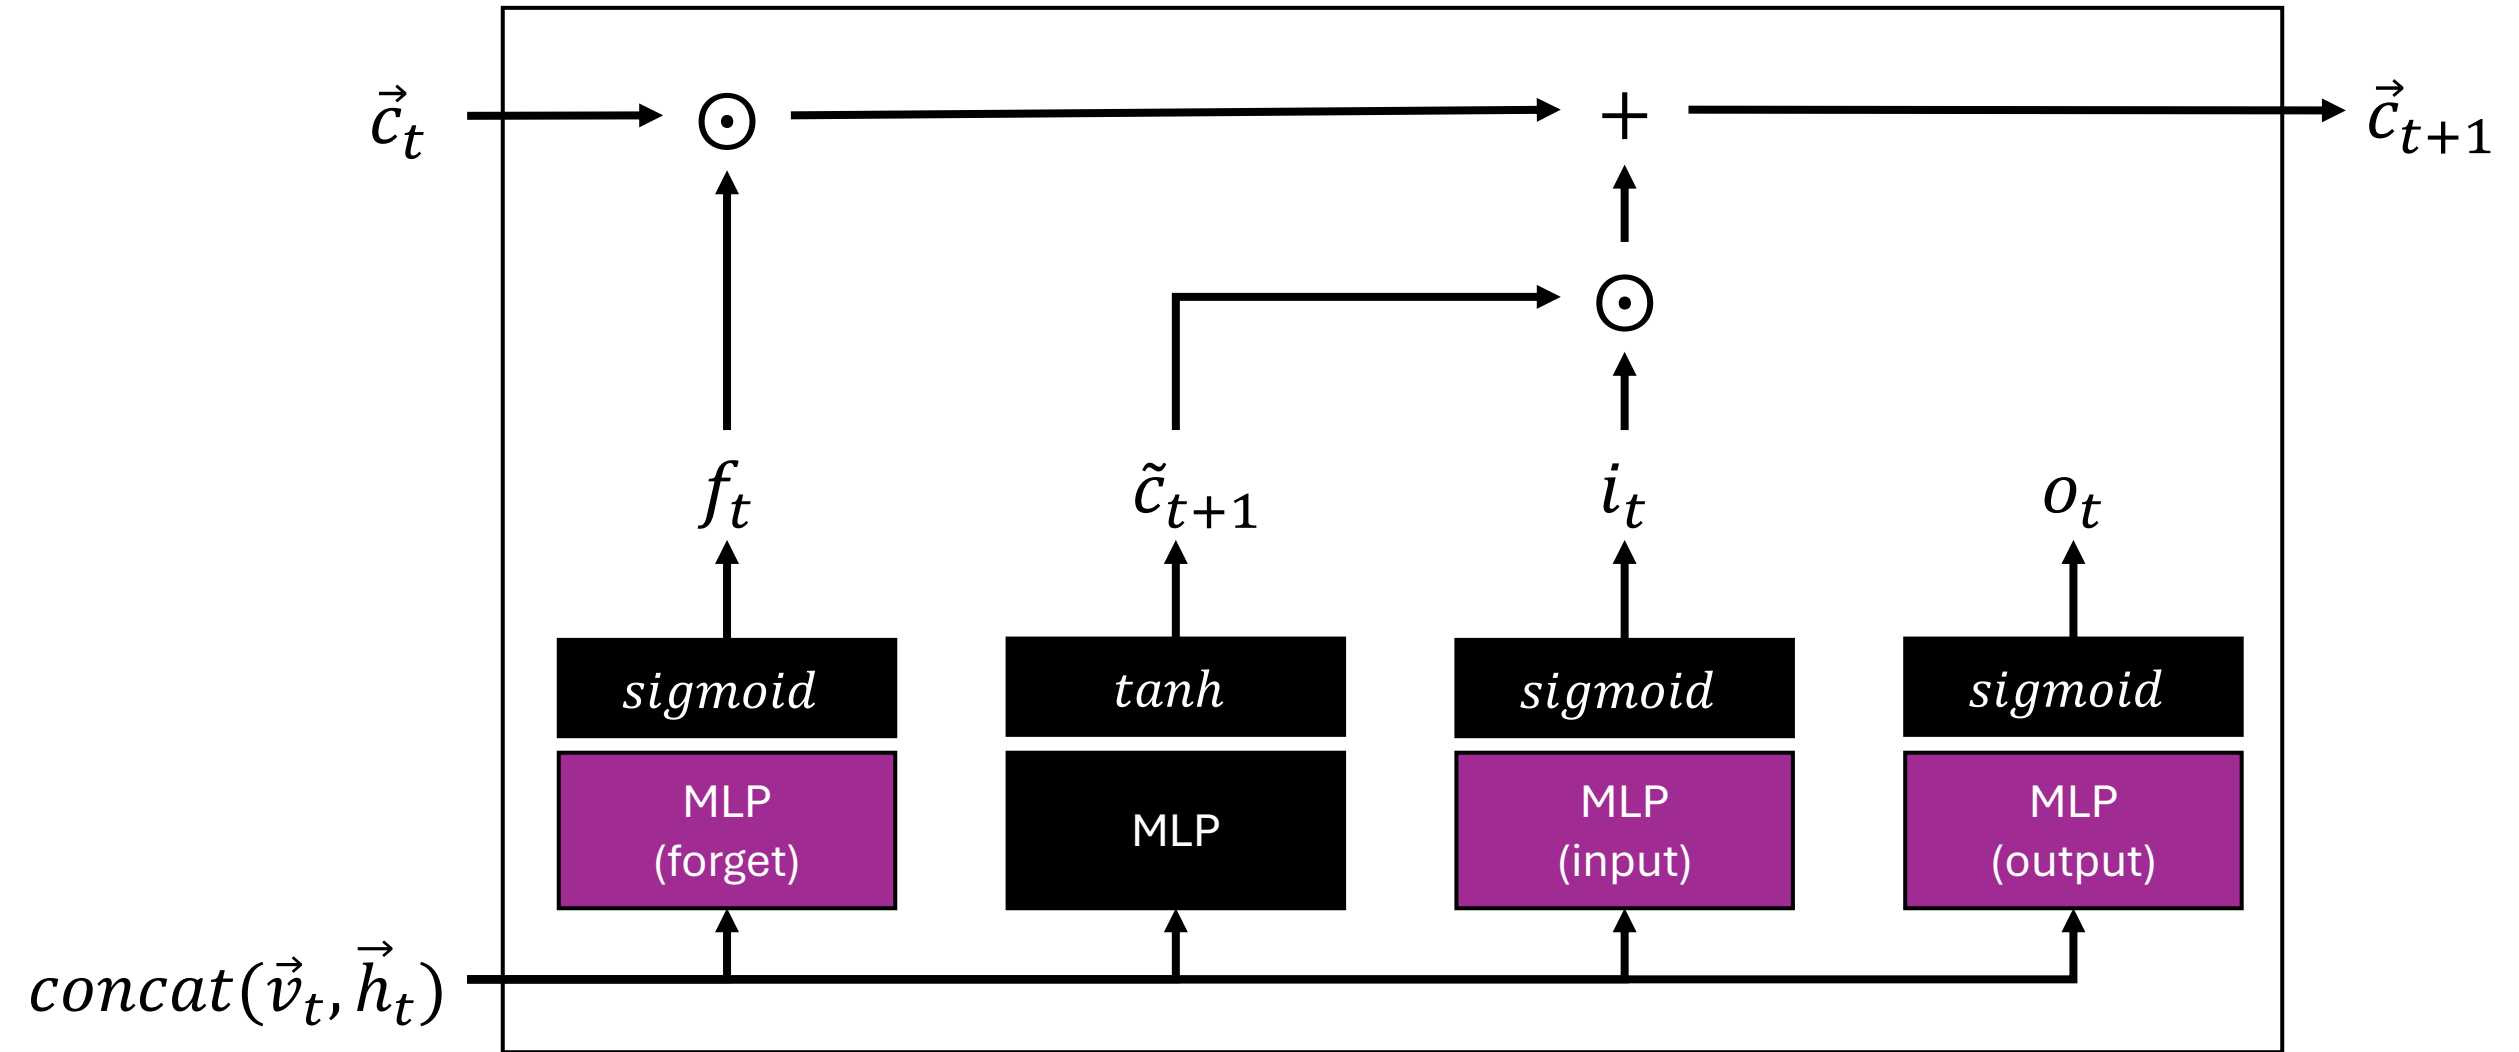 c⃗ₜ ⊙ + c⃗ₜ₊₁
⊙
fₜ c̃ₜ₊₁ iₜ oₜ
sigmoid tanh sigmoid sigmoid
MLP (forget) MLP MLP (input) MLP (output)
concat(v⃗ₜ, h⃗ₜ)